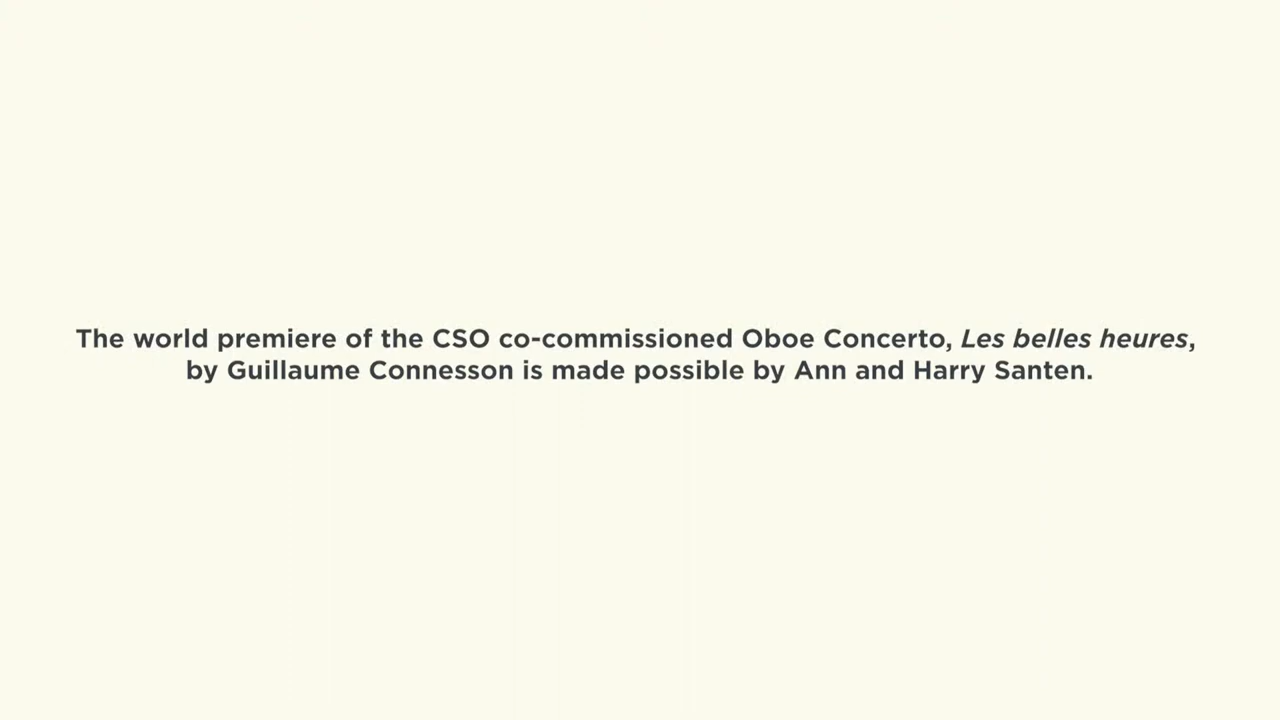 The world premiere of the CSO co-commissioned Oboe Concerto, Les belles heures,
by Guillaume Connesson is made possible by Ann and Harry Santen.